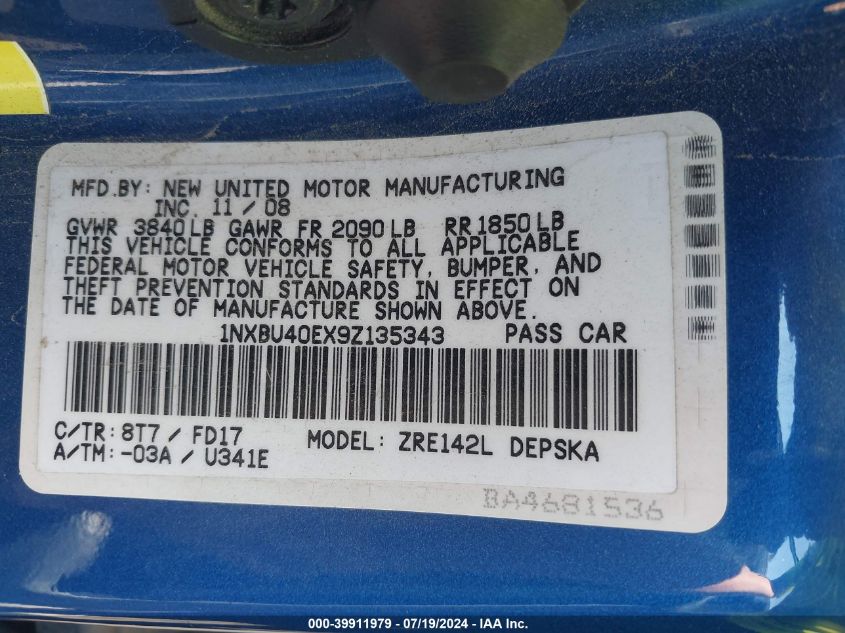 MFD.BY: NEW UNITED MOTOR MANUFACTURING
INC. 11 / 08
GVWR 3840 LB GAWR FR 2090 LB RR 1850 LB
THIS VEHICLE CONFORMS TO ALL APPLICABLE
FEDERAL MOTOR VEHICLE SAFETY, BUMPER, AND
THEFT PREVENTION STANDARDS IN EFFECT ON
THE DATE OF MANUFACTURE SHOWN ABOVE.
1NXBU40EX9Z135343 PASS CAR
C/TR: 8T7 / FD17 MODEL: ZRE142L DEPSKA
A/TM: -03A / U341E
BA4681536
000-39911979 - 07/19/2024 - IAA Inc.